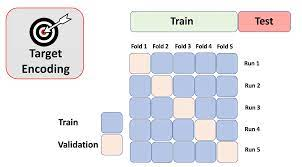 Train
Test
Fold 1 Fold 2 Fold 3 Fold 4 Fold 5
Target
Encoding
Run 1
Run 2
Run 3
Run 4
Run 5
Train
Validation